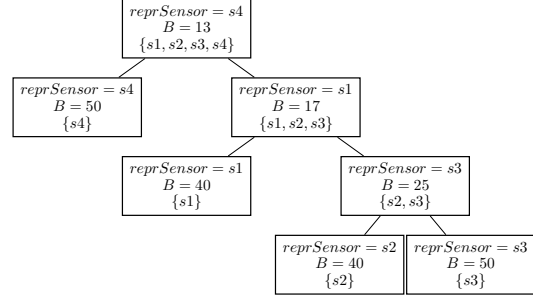 reprSensor = s4
B = 13
{s1, s2, s3, s4}
reprSensor = s4
B = 50
{s4}
reprSensor = s1
B = 17
{s1, s2, s3}
reprSensor = s1
B = 40
{s1}
reprSensor = s3
B = 25
{s2, s3}
reprSensor = s2
B = 40
{s2}
reprSensor = s3
B = 50
{s3}